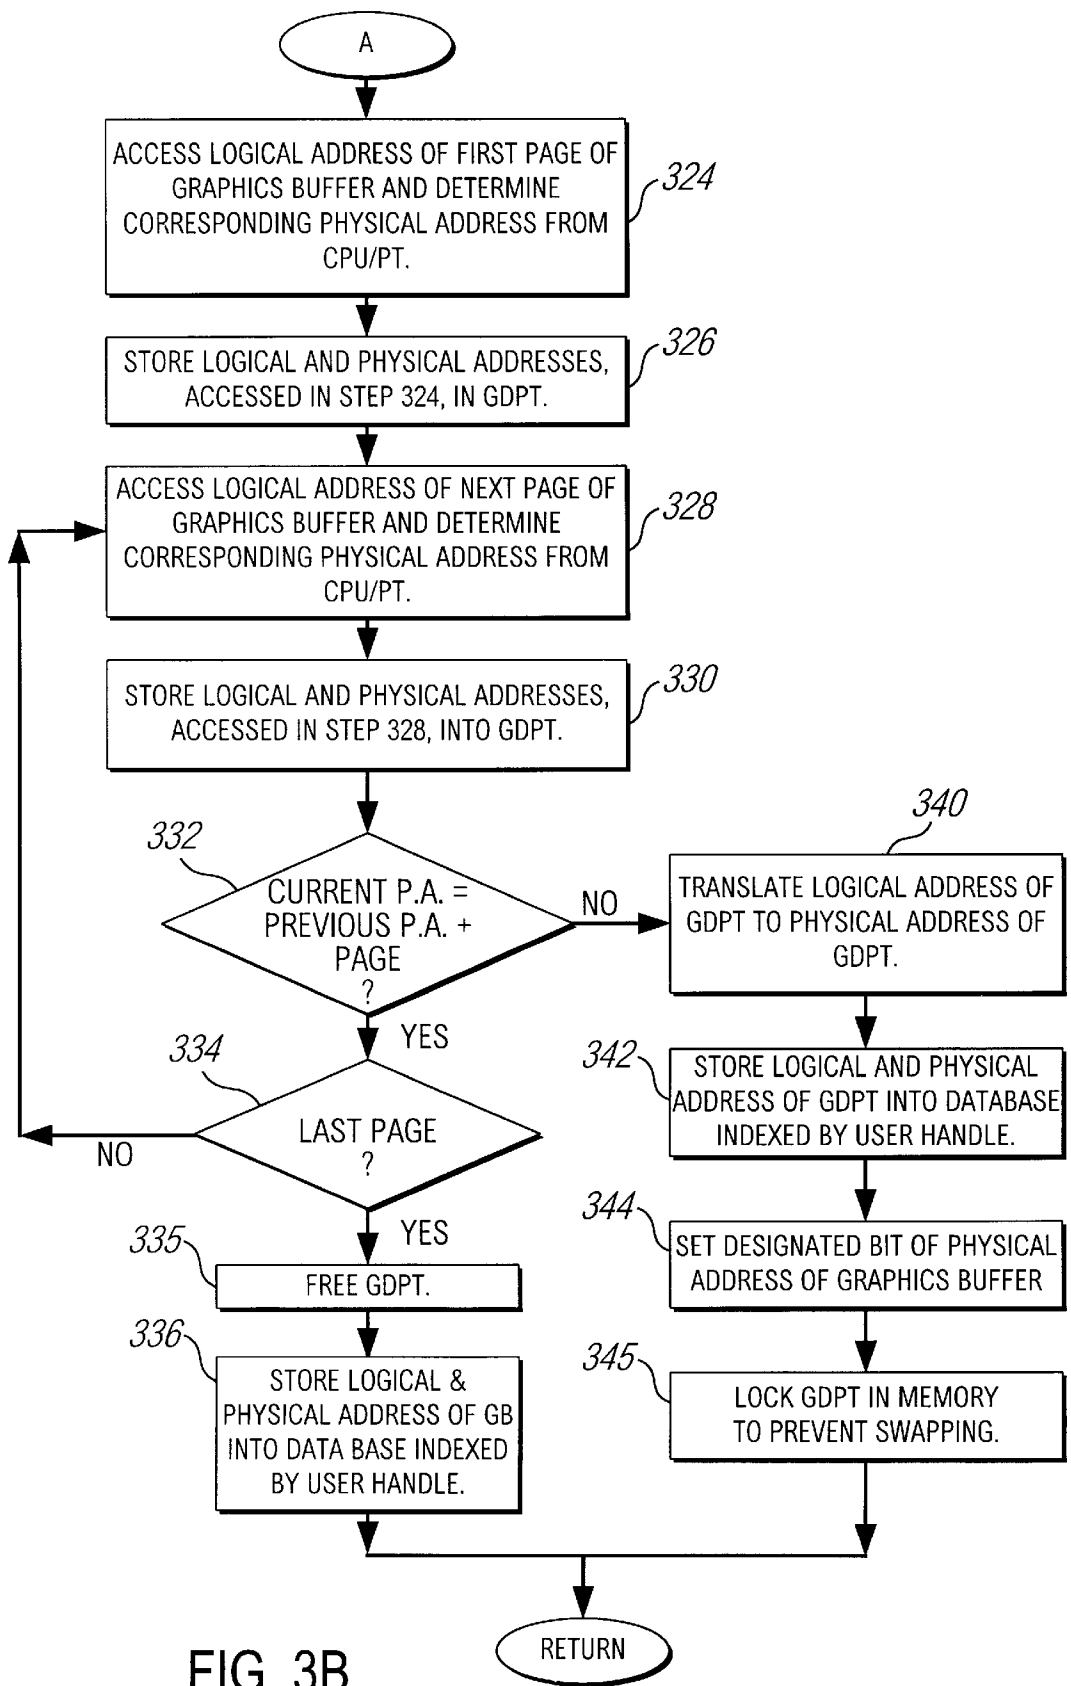 A
ACCESS LOGICAL ADDRESS OF FIRST PAGE OF
GRAPHICS BUFFER AND DETERMINE
CORRESPONDING PHYSICAL ADDRESS FROM
CPU/PT.
324
STORE LOGICAL AND PHYSICAL ADDRESSES,
ACCESSED IN STEP 324, IN GDPT.
326
ACCESS LOGICAL ADDRESS OF NEXT PAGE OF
GRAPHICS BUFFER AND DETERMINE
CORRESPONDING PHYSICAL ADDRESS FROM
CPU/PT.
328
STORE LOGICAL AND PHYSICAL ADDRESSES,
ACCESSED IN STEP 328, INTO GDPT.
330
332
CURRENT P.A. =
PREVIOUS P.A. +
PAGE
?
NO
YES
334
LAST PAGE
?
NO
YES
335
FREE GDPT.
336
STORE LOGICAL &
PHYSICAL ADDRESS OF GB
INTO DATA BASE INDEXED
BY USER HANDLE.
340
TRANSLATE LOGICAL ADDRESS OF
GDPT TO PHYSICAL ADDRESS OF
GDPT.
342
STORE LOGICAL AND PHYSICAL
ADDRESS OF GDPT INTO DATABASE
INDEXED BY USER HANDLE.
344
SET DESIGNATED BIT OF PHYSICAL
ADDRESS OF GRAPHICS BUFFER
345
LOCK GDPT IN MEMORY
TO PREVENT SWAPPING.
RETURN
FIG. 3B